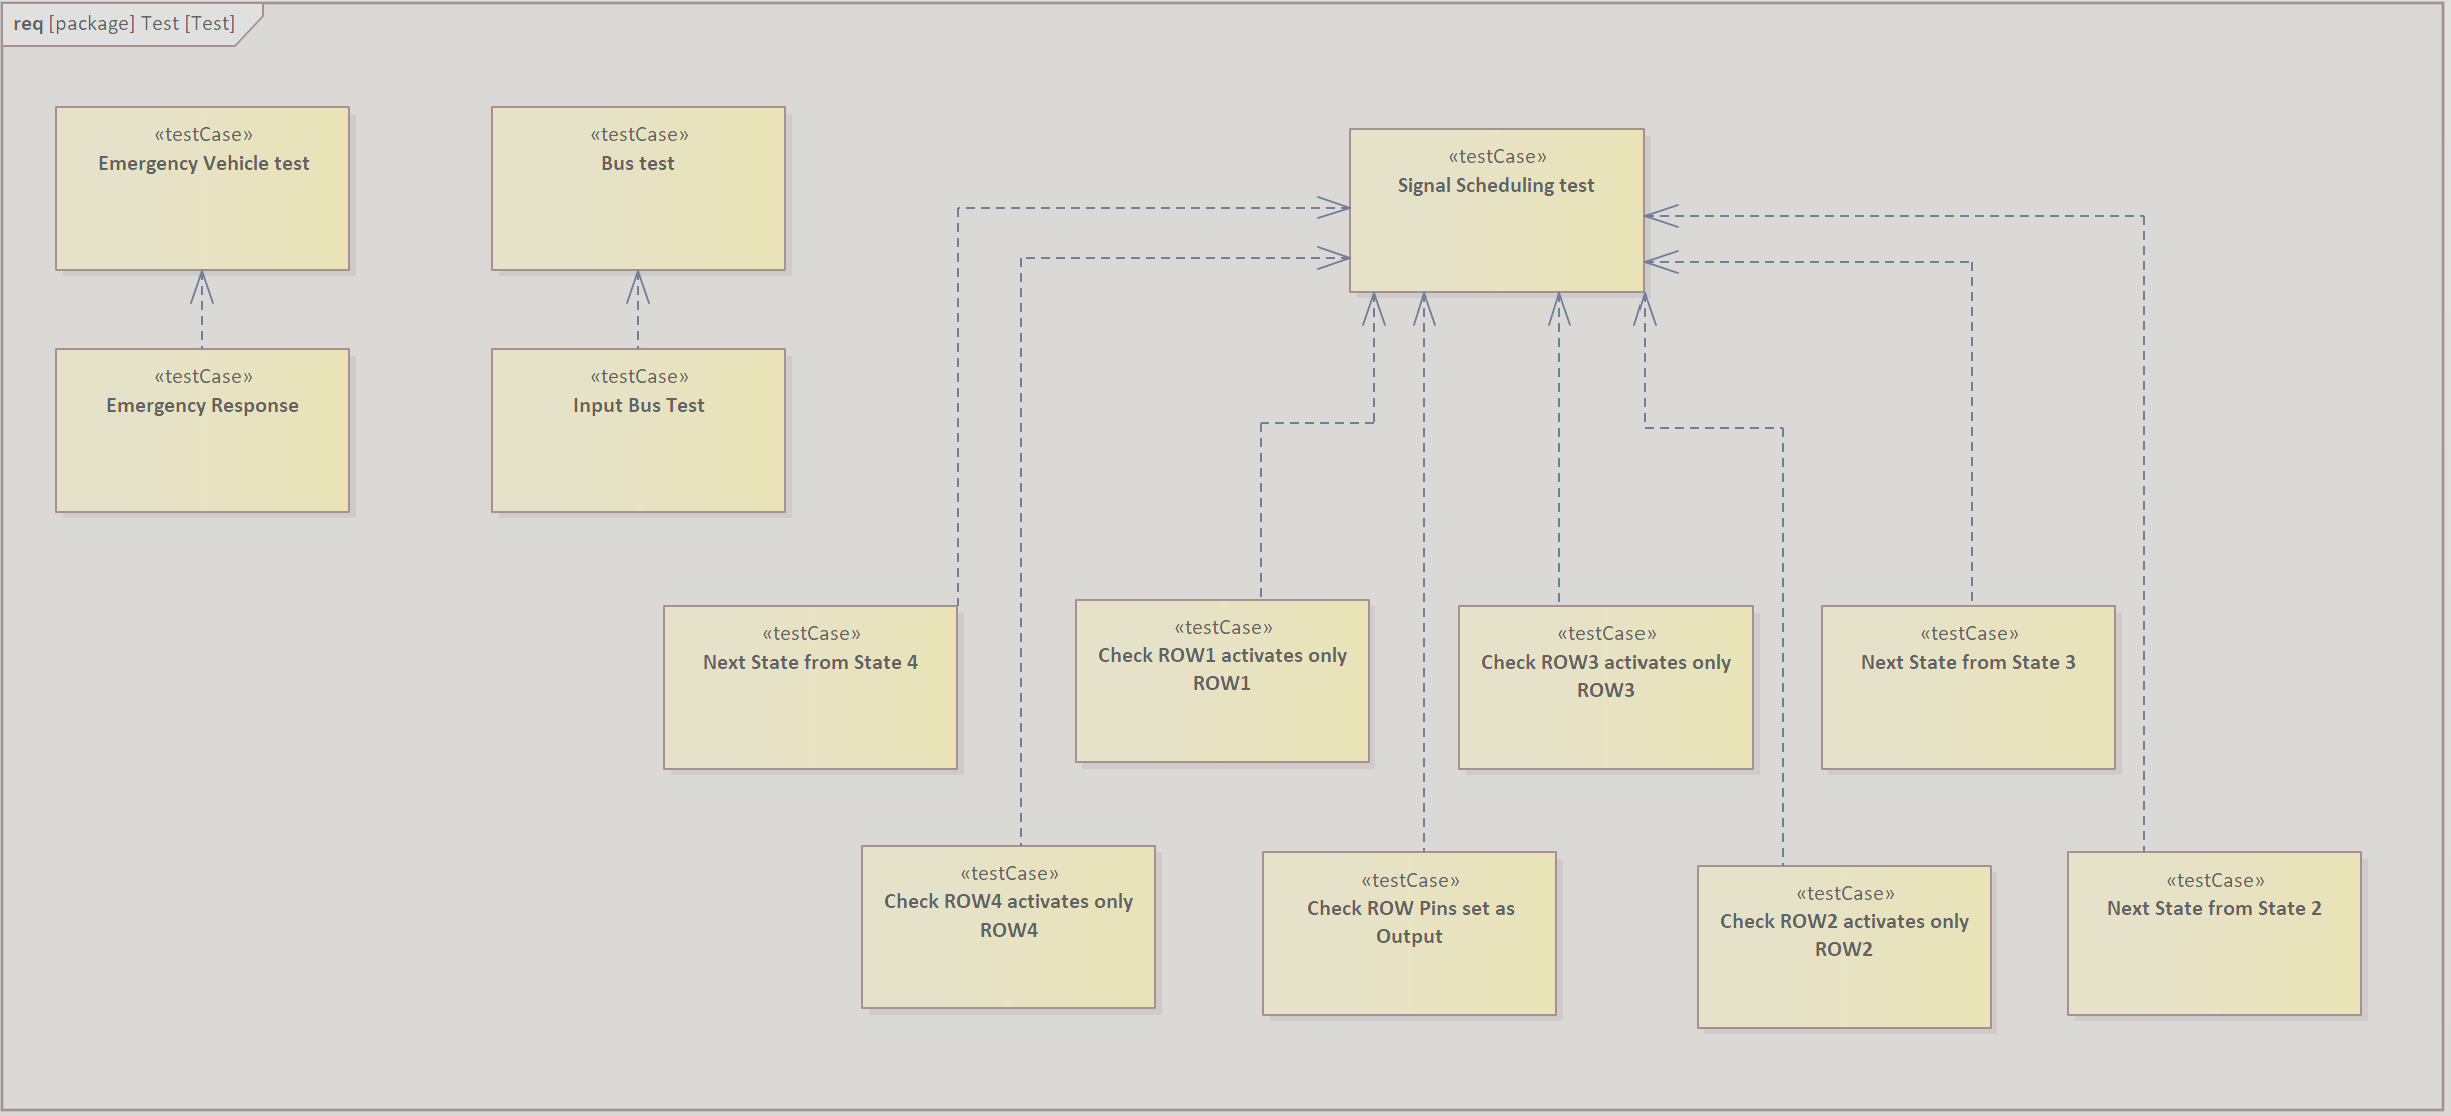 req [package] Test [Test]
«testCase»
Emergency Vehicle test
«testCase»
Bus test
«testCase»
Signal Scheduling test
«testCase»
Emergency Response
«testCase»
Input Bus Test
«testCase»
Next State from State 4
«testCase»
Check ROW1 activates only
ROW1
«testCase»
Check ROW3 activates only
ROW3
«testCase»
Next State from State 3
«testCase»
Check ROW4 activates only
ROW4
«testCase»
Check ROW Pins set as
Output
«testCase»
Check ROW2 activates only
ROW2
«testCase»
Next State from State 2